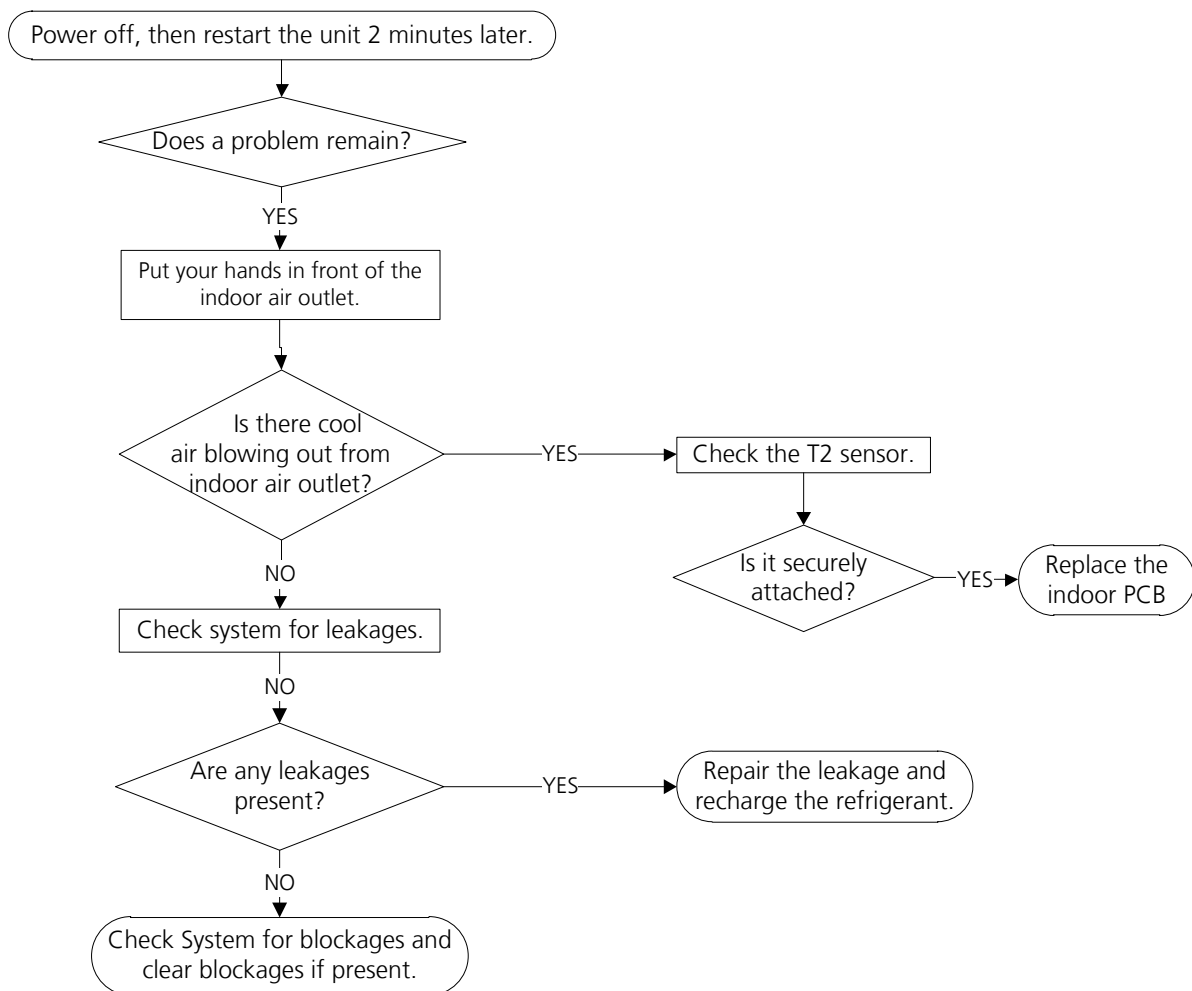 Power off, then restart the unit 2 minutes later.
Does a problem remain?
YES
Put your hands in front of the
indoor air outlet.
Is there cool
air blowing out from
indoor air outlet?
YES
Check the T2 sensor.
Is it securely
attached?
YES
Replace the
indoor PCB
NO
Check system for leakages.
NO
Are any leakages
present?
YES
Repair the leakage and
recharge the refrigerant.
NO
Check System for blockages and
clear blockages if present.